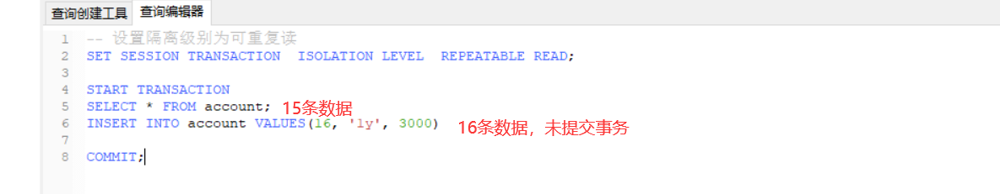 查询创建工具 查询编辑器
1 -- 设置隔离级别为可重复读
2 SET SESSION TRANSACTION  ISOLATION LEVEL  REPEATABLE READ;
3
4 START TRANSACTION
5 SELECT * FROM account; 15条数据
6 INSERT INTO account VALUES(16, 'ly', 3000) 16条数据，未提交事务
7
8 COMMIT;